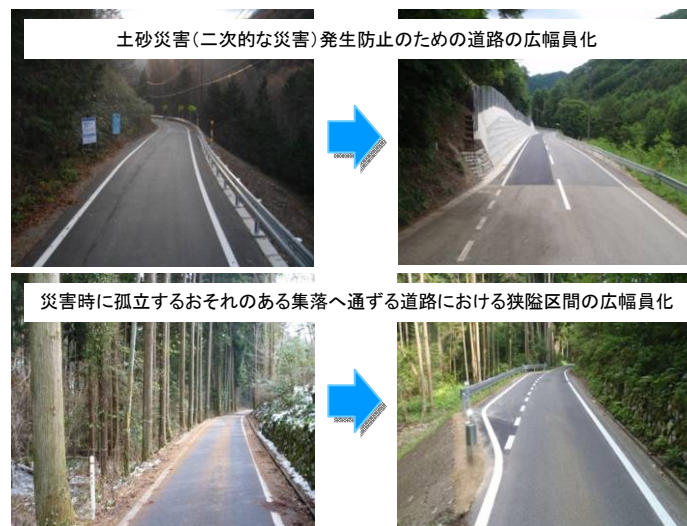 土砂災害(二次的な災害)発生防止のための道路の広幅員化
災害時に孤立するおそれのある集落へ通ずる道路における狭隘区間の広幅員化